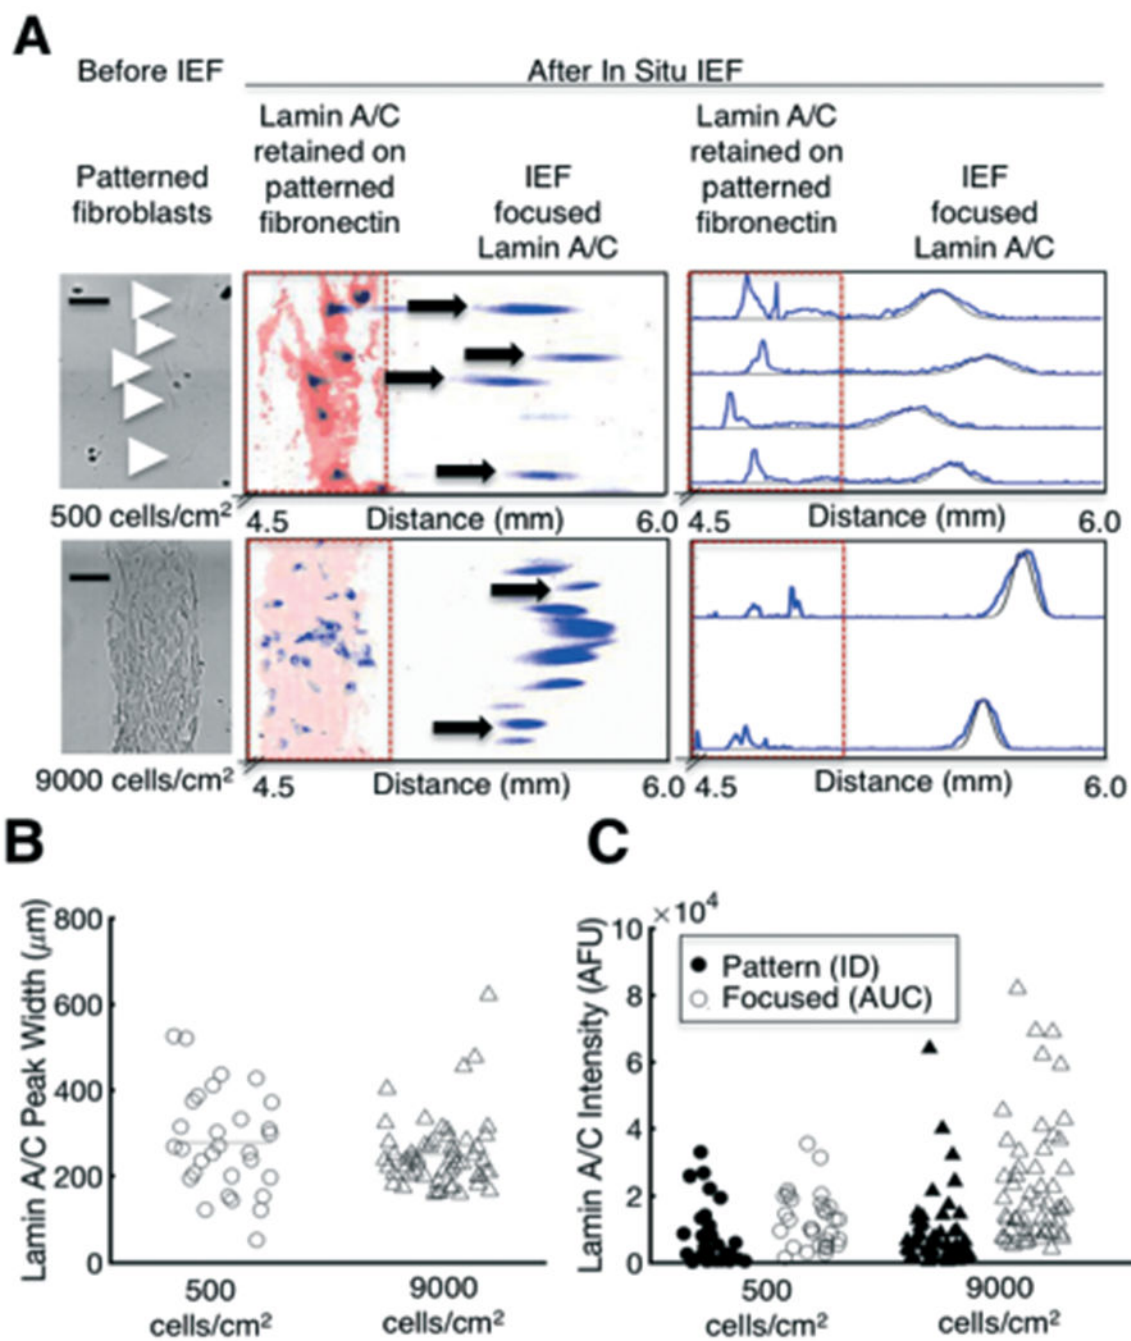 A
Before IEF
After In Situ IEF
Patterned
fibroblasts
Lamin A/C
retained on
patterned
fibronectin
IEF
focused
Lamin A/C
Lamin A/C
retained on
patterned
fibronectin
IEF
focused
Lamin A/C
500 cells/cm²
4.5
Distance (mm)
6.0
4.5
Distance (mm)
6.0
9000 cells/cm²
4.5
Distance (mm)
6.0
4.5
Distance (mm)
6.0
B
Lamin A/C Peak Width (μm)
800
600
400
200
0
500
cells/cm²
9000
cells/cm²
C
Lamin A/C Intensity (AFU)
×10⁴
10
8
6
4
2
0
Pattern (ID)
Focused (AUC)
500
cells/cm²
9000
cells/cm²